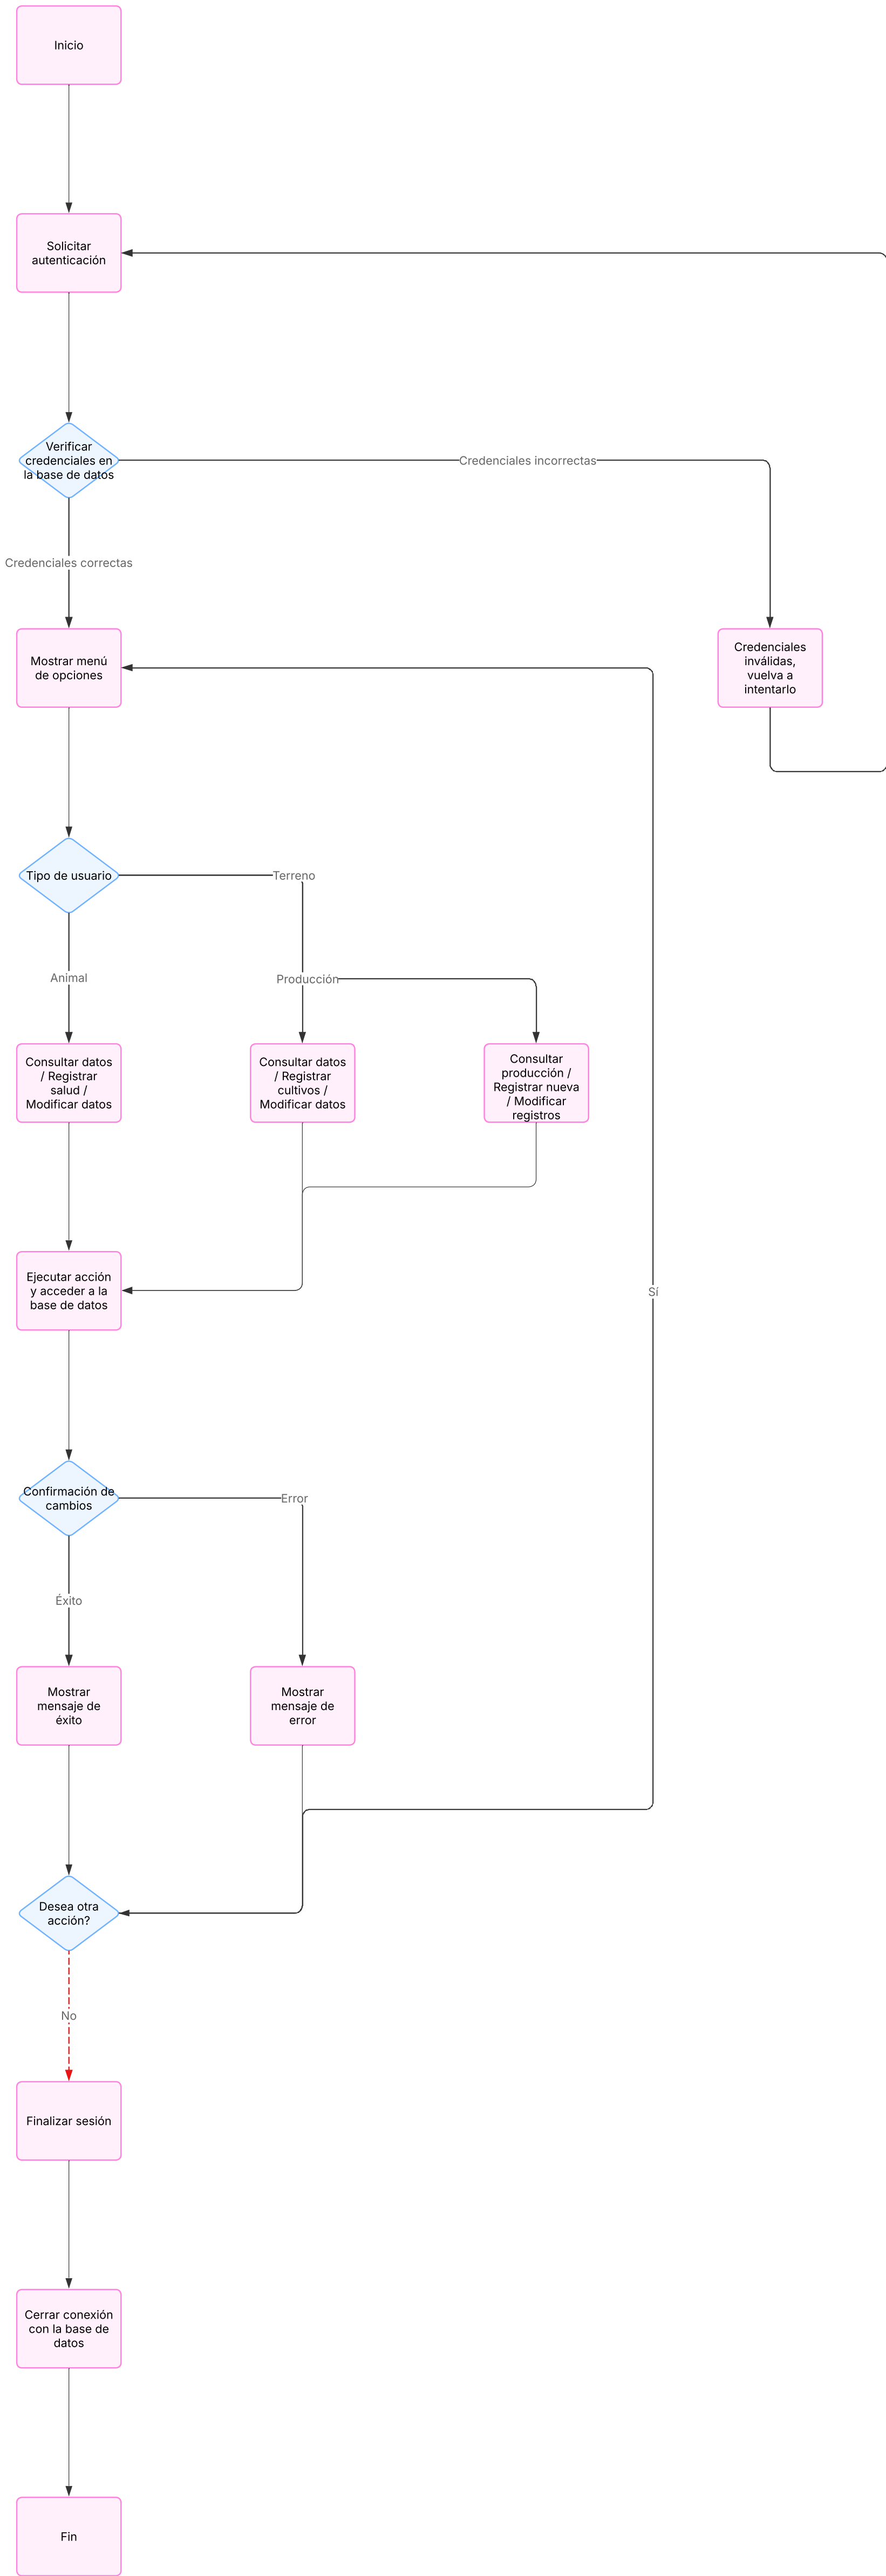 Inicio
Solicitar
autenticación
Verificar
credenciales en
la base de datos
Credenciales incorrectas
Credenciales correctas
Mostrar menú
de opciones
Credenciales
inválidas,
vuelva a
intentarlo
Tipo de usuario
Terreno
Animal
Producción
Consultar datos
/ Registrar
salud /
Modificar datos
Consultar datos
/ Registrar
cultivos /
Modificar datos
Consultar
producción /
Registrar nueva
/ Modificar
registros
Ejecutar acción
y acceder a la
base de datos
Sí
Confirmación de
cambios
Error
Éxito
Mostrar
mensaje de
éxito
Mostrar
mensaje de
error
Desea otra
acción?
No
Finalizar sesión
Cerrar conexión
con la base de
datos
Fin